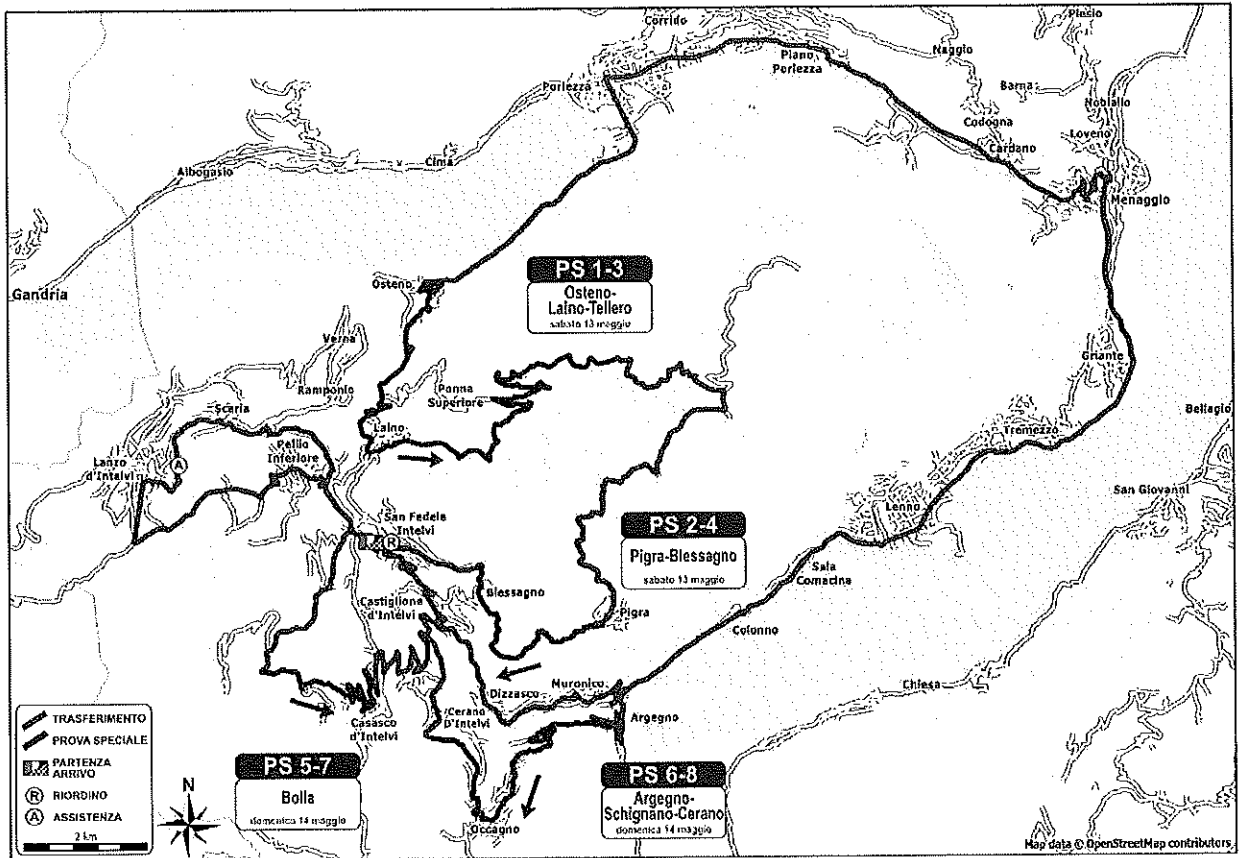 Corrido
Plesio
Naggio
Piano
Porlezza
Porlezza
Barna
Nobiallo
Codogna
Loveno
Cardano
Cima
Albogasio
Menaggio
PS 1-3
Osteno-
Laino-Tellero
sabato 13 maggio
Osteno
Gandria
Verna
Griante
Ramponio
Ponna
Superiore
Bellagio
Scaria
Laino
Tremezzo
Pellio
Inferiore
Lanzo
d'Intelvi
A
San Giovanni
Lenno
San Fedele
Intelvi
R
PS 2-4
Pigra-Blessagno
sabato 13 maggio
Sala
Comacina
Blessagno
Castiglione
d'Intelvi
Pigra
Colonno
Muronico
Dizzasco
Chiesa
Argegno
Cerano
D'Intelvi
Casasco
d'Intelvi
TRASFERIMENTO
PROVA SPECIALE
PARTENZA
ARRIVO
R RIORDINO
A ASSISTENZA
2 km
N
PS 5-7
Bolla
domenica 14 maggio
PS 6-8
Argegno-
Schignano-Cerano
domenica 14 maggio
Occagno
Map data © OpenStreetMap contributors